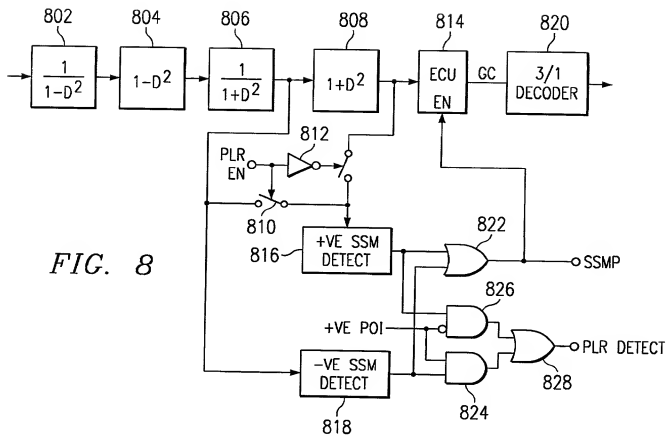 802
804
806
808
814
820
1
1-D²
1-D²
1
1+D²
1+D²
ECU
EN
GC
3/1
DECODER
812
PLR
EN
810
816
+VE SSM
DETECT
822
SSMP
FIG. 8
826
+VE POI
PLR DETECT
828
-VE SSM
DETECT
824
818